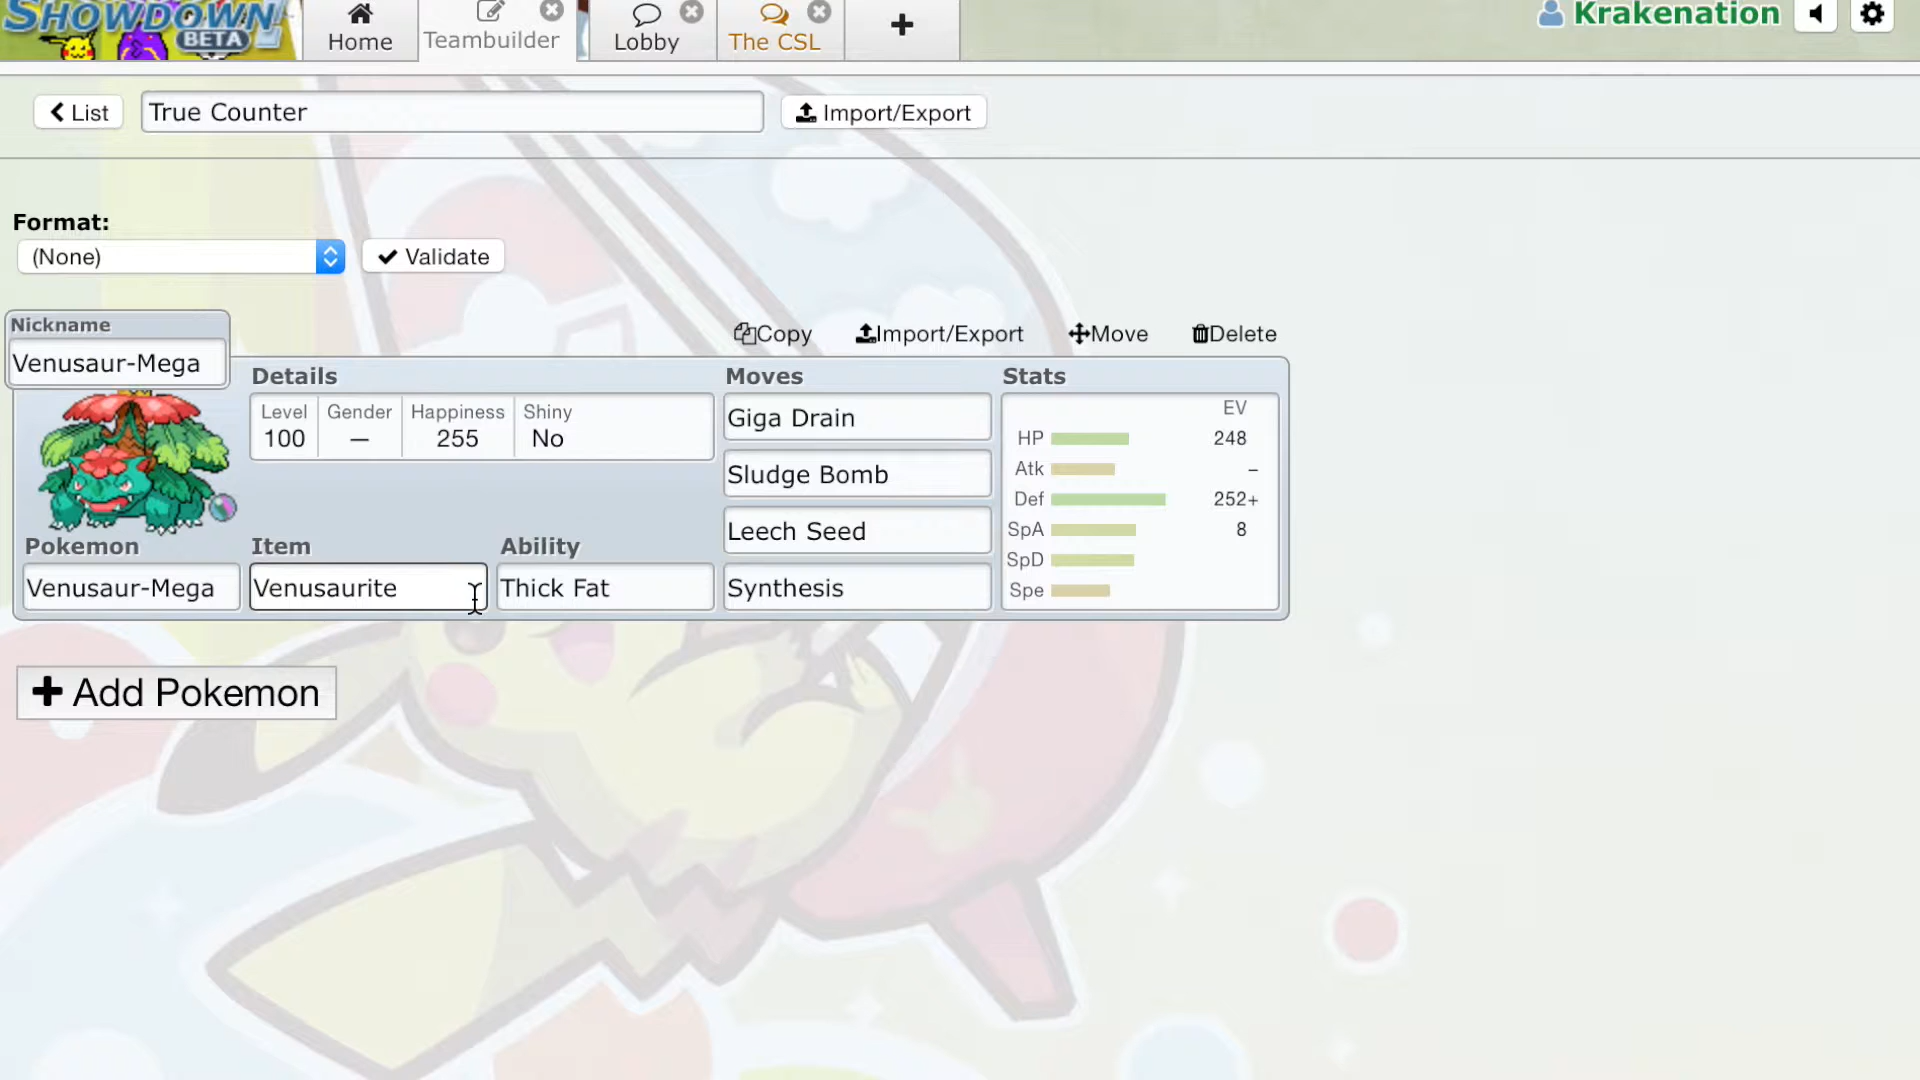 SHOWDOWN
BETA
Home
Teambuilder
Lobby
The CSL
Krakenation
List
True Counter
Import/Export
Format:
(None)
Validate
Nickname
Venusaur-Mega
Copy
Import/Export
Move
Delete
Details
Moves
Stats
Level Gender Happiness Shiny
100 — 255 No
Giga Drain
Sludge Bomb
Leech Seed
Synthesis
EV
HP 248
Atk –
Def 252+
SpA 8
SpD
Spe
Pokemon Item Ability
Venusaur-Mega Venusaurite Thick Fat
Add Pokemon